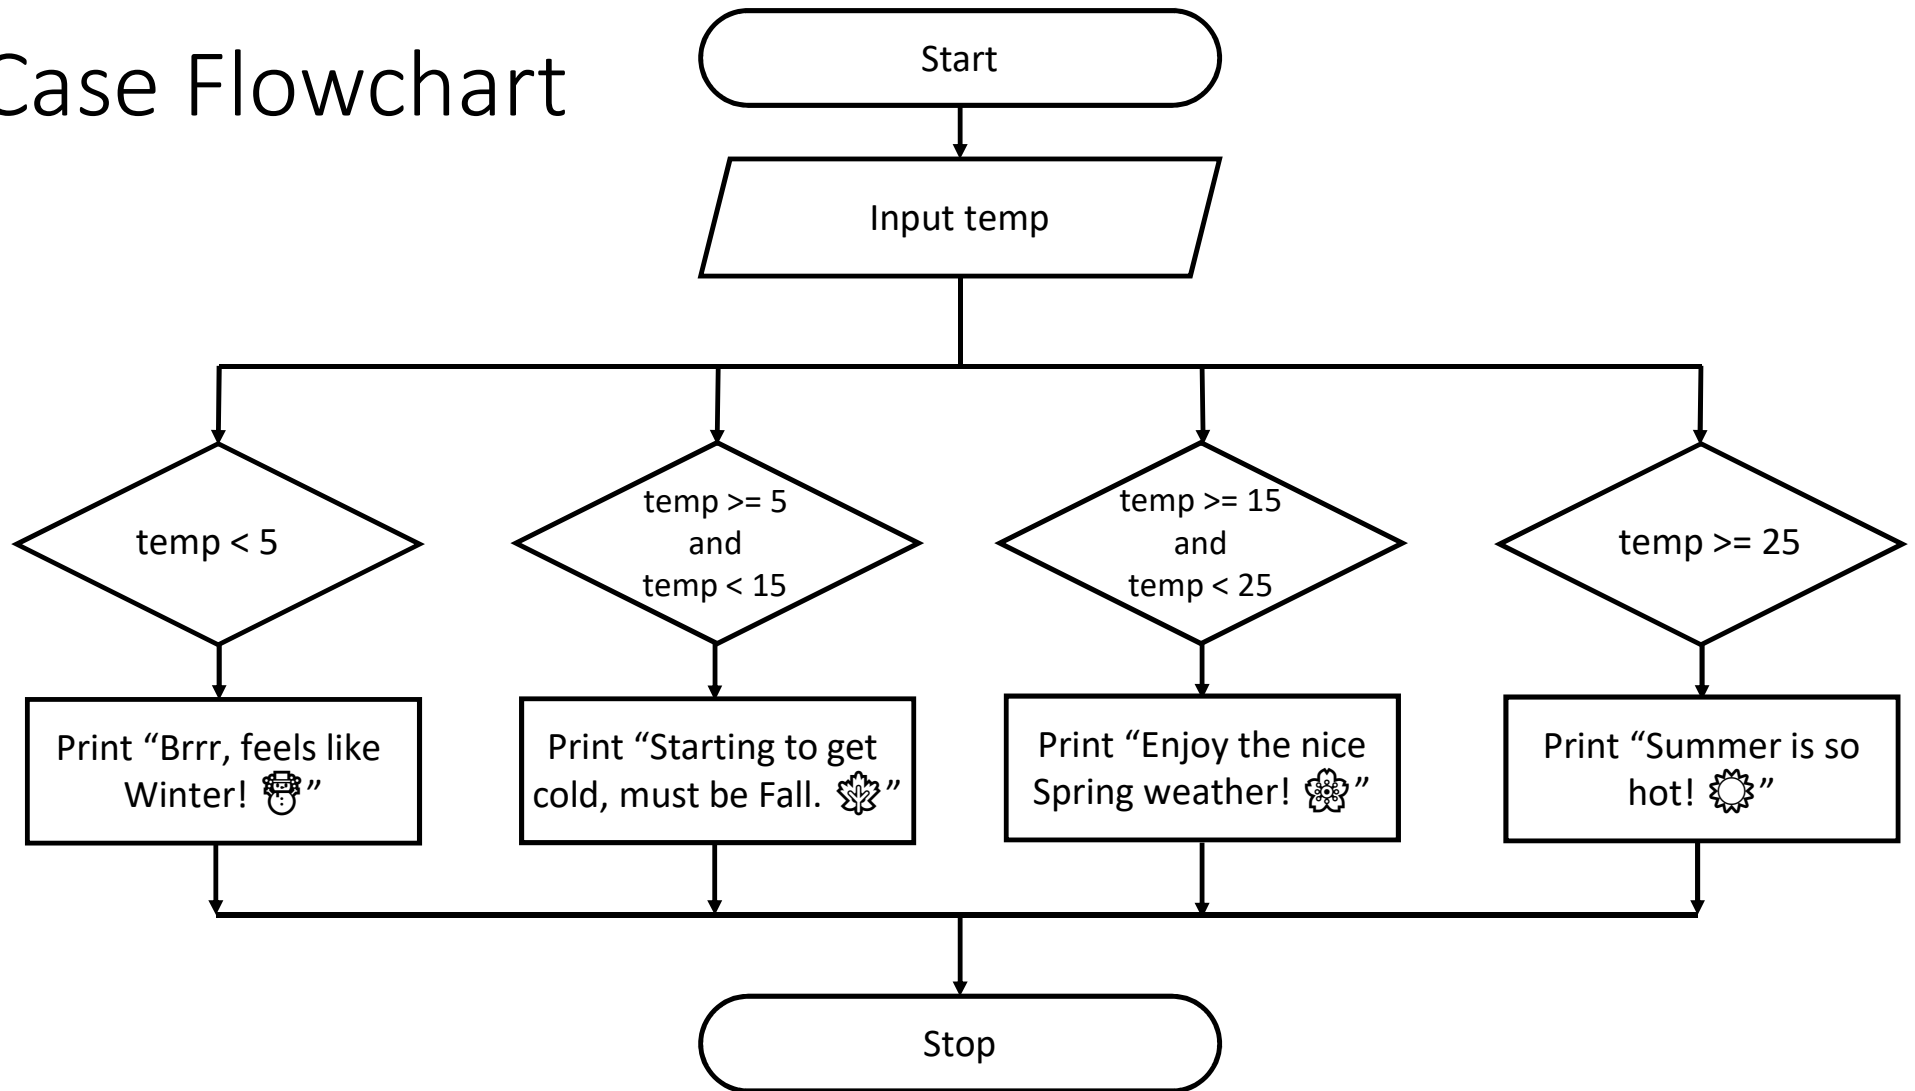 Case Flowchart
Start
Input temp
temp < 5
temp >= 5
and
temp < 15
temp >= 15
and
temp < 25
temp >= 25
Print “Brrr, feels like
Winter! ☃”
Print “Starting to get
cold, must be Fall. 🍁”
Print “Enjoy the nice
Spring weather! 🌸”
Print “Summer is so
hot! ☀”
Stop